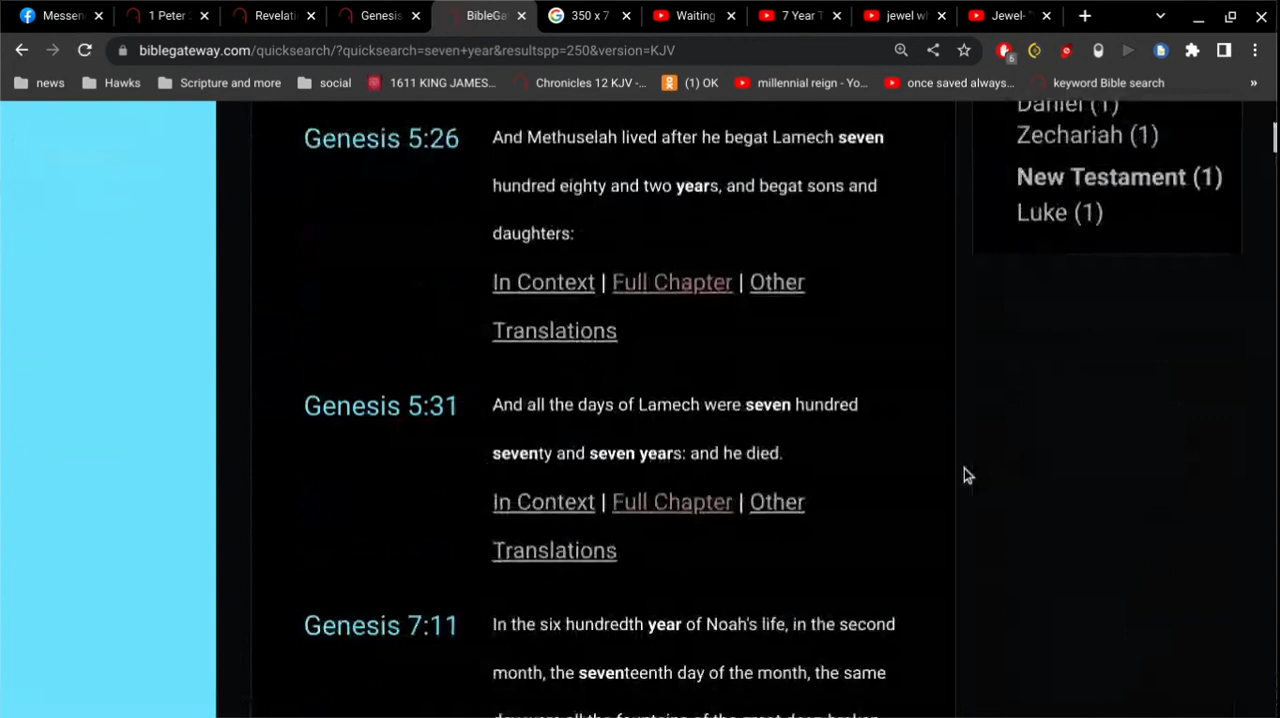 Messen
1 Peter
Revelati
Genesis
BibleGa
350 x 7
Waiting
7 Year T
jewel w
Jewel- "
biblegateway.com/quicksearch/?quicksearch=seven+year&resultspp=250&version=KJV
6
news
Hawks
Scripture and more
social
1611 KING JAMES...
Chronicles 12 KJV -...
(1) OK
millennial reign - Yo...
once saved always...
keyword Bible search
»
Genesis 5:26
And Methuselah lived after he begat Lamech seven
hundred eighty and two years, and begat sons and
daughters:
In Context | Full Chapter | Other
Translations
Genesis 5:31
And all the days of Lamech were seven hundred
seventy and seven years: and he died.
In Context | Full Chapter | Other
Translations
Genesis 7:11
In the six hundredth year of Noah's life, in the second
month, the seventeenth day of the month, the same
Daniel (1)
Zechariah (1)
New Testament (1)
Luke (1)